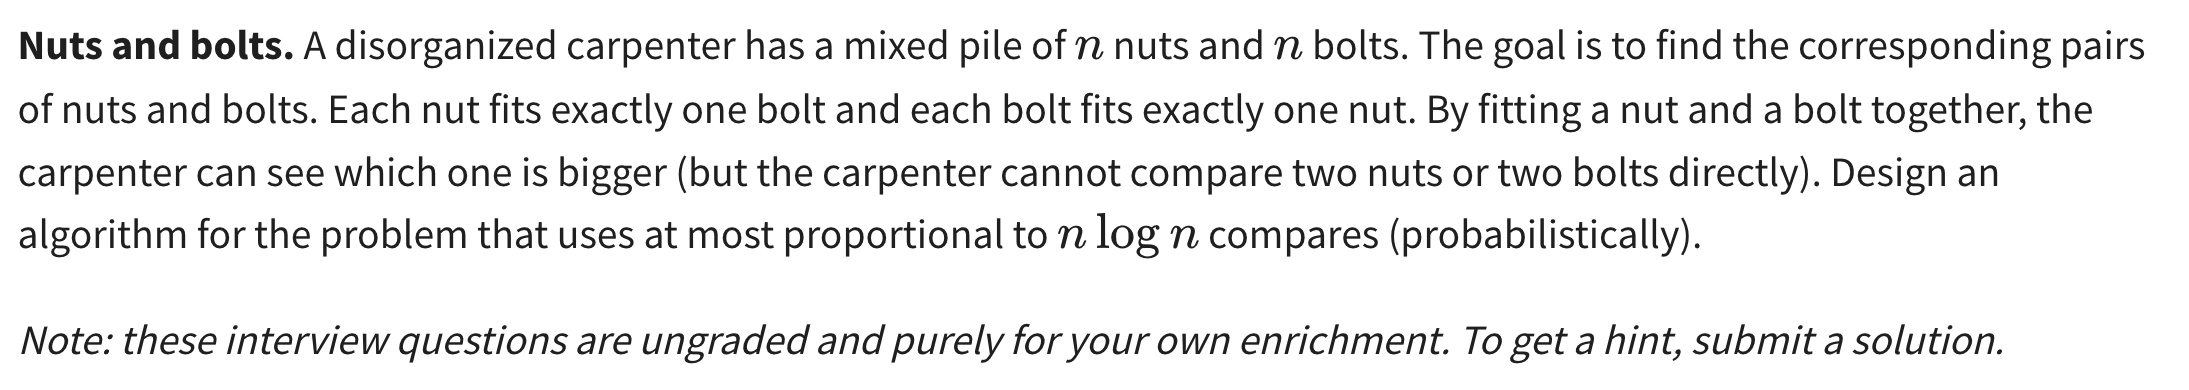 Nuts and bolts. A disorganized carpenter has a mixed pile of n nuts and n bolts. The goal is to find the corresponding pairs
of nuts and bolts. Each nut fits exactly one bolt and each bolt fits exactly one nut. By fitting a nut and a bolt together, the
carpenter can see which one is bigger (but the carpenter cannot compare two nuts or two bolts directly). Design an
algorithm for the problem that uses at most proportional to n log n compares (probabilistically).
Note: these interview questions are ungraded and purely for your own enrichment. To get a hint, submit a solution.